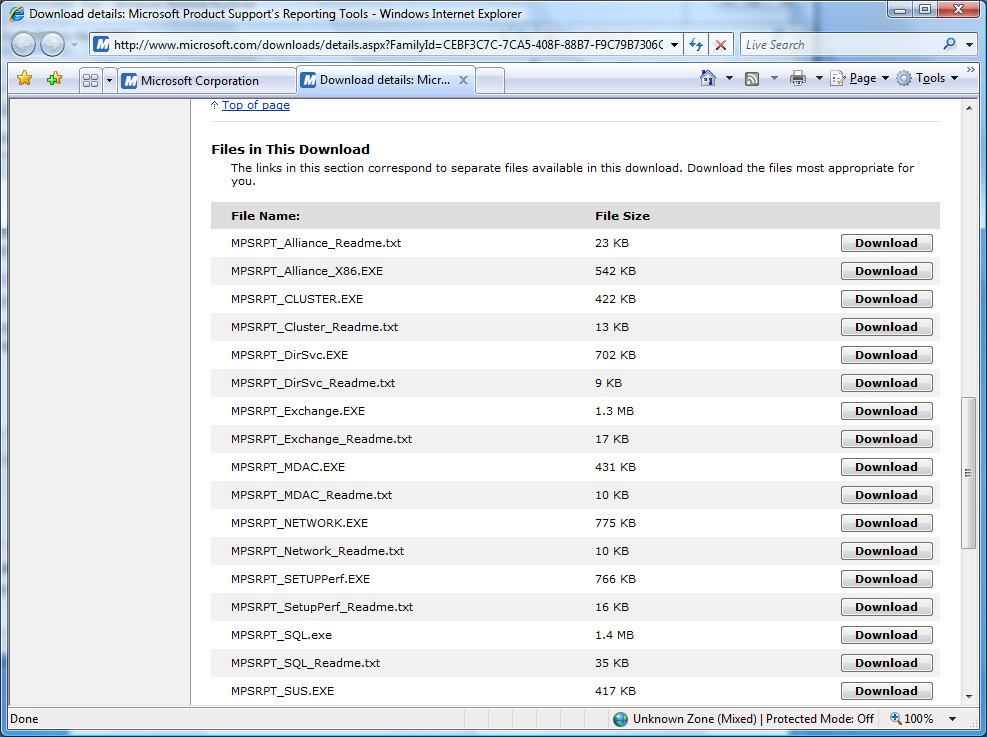 Download details: Microsoft Product Support's Reporting Tools - Windows Internet Explorer
http://www.microsoft.com/downloads/details.aspx?FamilyId=CEBF3C7C-7CA5-408F-88B7-F9C79B7306C
Live Search
Microsoft Corporation
Download details: Micr...
Page
Tools
Top of page
Files in This Download
The links in this section correspond to separate files available in this download. Download the files most appropriate for
you.
File Name: File Size
MPSRPT_Alliance_Readme.txt 23 KB Download
MPSRPT_Alliance_X86.EXE 542 KB Download
MPSRPT_CLUSTER.EXE 422 KB Download
MPSRPT_Cluster_Readme.txt 13 KB Download
MPSRPT_DirSvc.EXE 702 KB Download
MPSRPT_DirSvc_Readme.txt 9 KB Download
MPSRPT_Exchange.EXE 1.3 MB Download
MPSRPT_Exchange_Readme.txt 17 KB Download
MPSRPT_MDAC.EXE 431 KB Download
MPSRPT_MDAC_Readme.txt 10 KB Download
MPSRPT_NETWORK.EXE 775 KB Download
MPSRPT_Network_Readme.txt 10 KB Download
MPSRPT_SETUPPerf.EXE 766 KB Download
MPSRPT_SetupPerf_Readme.txt 16 KB Download
MPSRPT_SQL.exe 1.4 MB Download
MPSRPT_SQL_Readme.txt 35 KB Download
MPSRPT_SUS.EXE 417 KB Download
Done Unknown Zone (Mixed) | Protected Mode: Off 100%